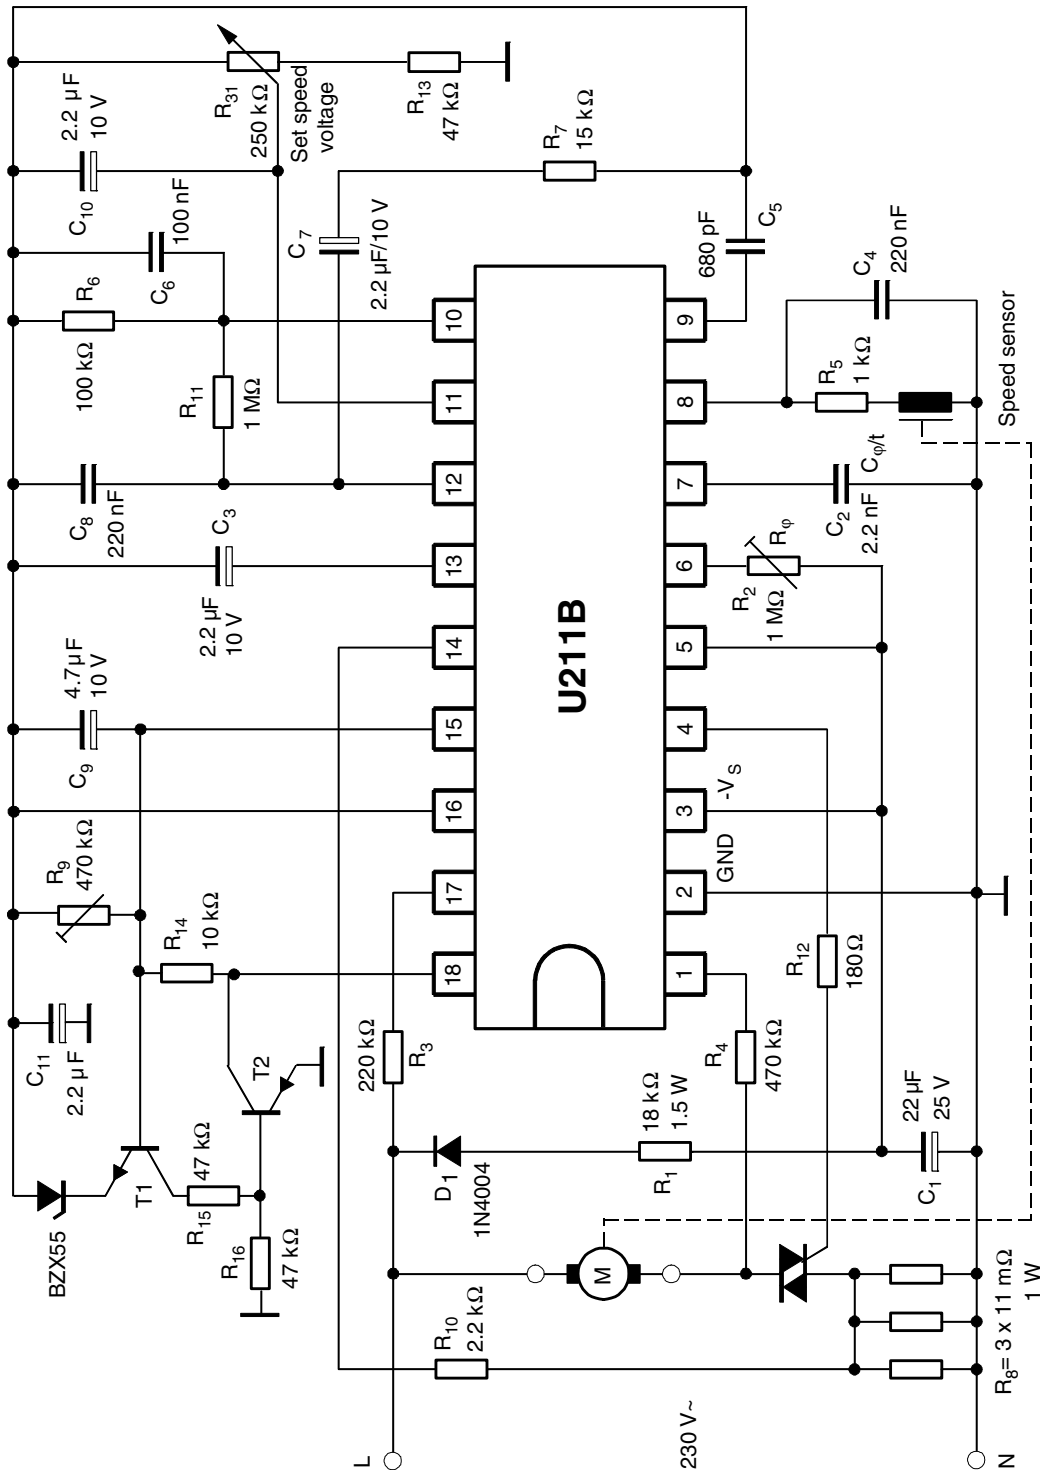 BZX55
C11
2.2 µF
R9
470 kΩ
C9
4.7µF
10 V
C8
220 nF
100 kΩ
R6
C6
100 nF
C10
2.2 µF
10 V
R31
250 kΩ
Set speed
voltage
R13
47 kΩ
T1
R15
47 kΩ
R14
10 kΩ
T2
R16
47 kΩ
2.2 µF
10 V
C3
R11
1 MΩ
C7
2.2 µF/10 V
R7
15 kΩ
L
R10
2.2 kΩ
D1
1N4004
220 kΩ
R3
18
17
16
15
14
13
12
11
10
U211B
1
2
3
4
5
6
7
8
9
GND
-VS
680 pF
C5
230 V~
M
R1
18 kΩ
1.5 W
R4
470 kΩ
R12
180Ω
R2
1 MΩ
Rφ
C2
2.2 nF
Cφ/t
R5
1 kΩ
C4
220 nF
C1
22 µF
25 V
Speed sensor
N
R8= 3 x 11 mΩ
1 W